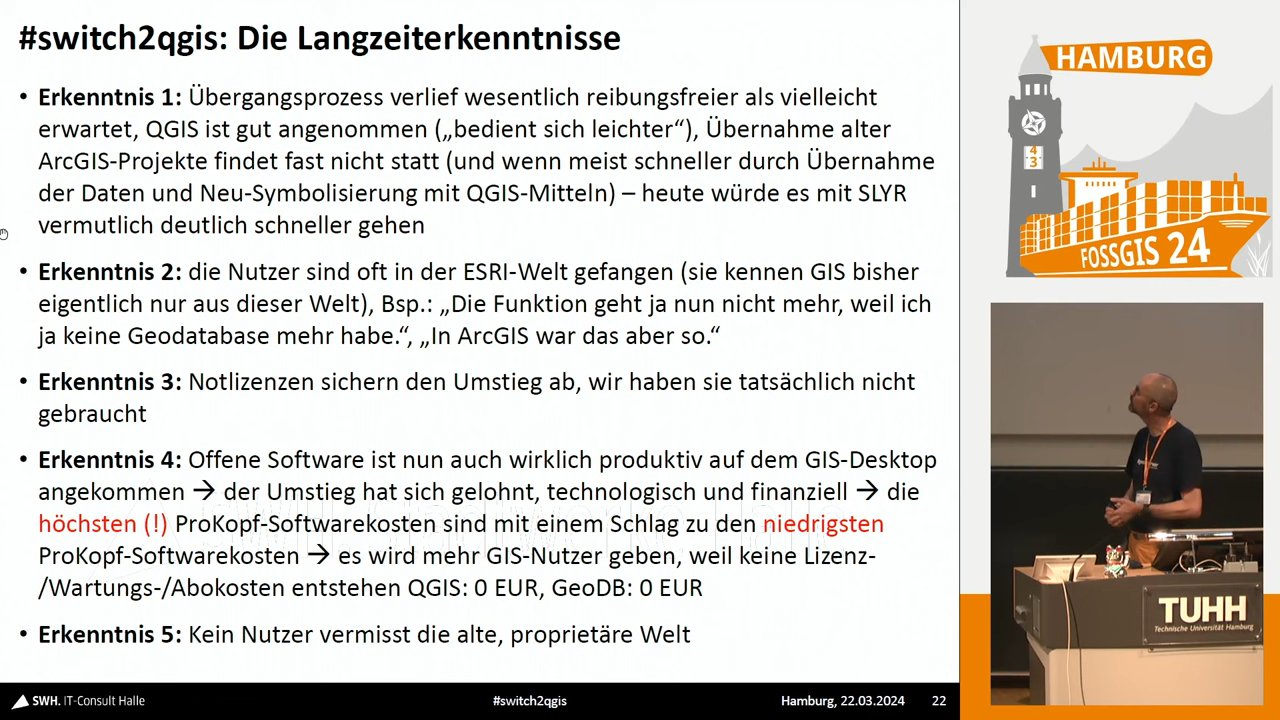 #switch2qgis: Die Langzeiterkenntnisse
• Erkenntnis 1: Übergangsprozess verlief wesentlich reibungsfreier als vielleicht
erwartet, QGIS ist gut angenommen („bedient sich leichter“), Übernahme alter
ArcGIS-Projekte findet fast nicht statt (und wenn meist schneller durch Übernahme
der Daten und Neu-Symbolisierung mit QGIS-Mitteln) – heute würde es mit SLYR
vermutlich deutlich schneller gehen
• Erkenntnis 2: die Nutzer sind oft in der ESRI-Welt gefangen (sie kennen GIS bisher
eigentlich nur aus dieser Welt), Bsp.: „Die Funktion geht ja nun nicht mehr, weil ich
ja keine Geodatabase mehr habe.“, „In ArcGIS war das aber so.“
• Erkenntnis 3: Notlizenzen sichern den Umstieg ab, wir haben sie tatsächlich nicht
gebraucht
• Erkenntnis 4: Offene Software ist nun auch wirklich produktiv auf dem GIS-Desktop
angekommen → der Umstieg hat sich gelohnt, technologisch und finanziell → die
höchsten (!) ProKopf-Softwarekosten sind mit einem Schlag zu den niedrigsten
ProKopf-Softwarekosten → es wird mehr GIS-Nutzer geben, weil keine Lizenz-
/Wartungs-/Abokosten entstehen QGIS: 0 EUR, GeoDB: 0 EUR
• Erkenntnis 5: Kein Nutzer vermisst die alte, proprietäre Welt
SWH. IT-Consult Halle
#switch2qgis
Hamburg, 22.03.2024
22
HAMBURG
4
3
FOSSGIS 24
TUHH
Technische Universität Hamburg